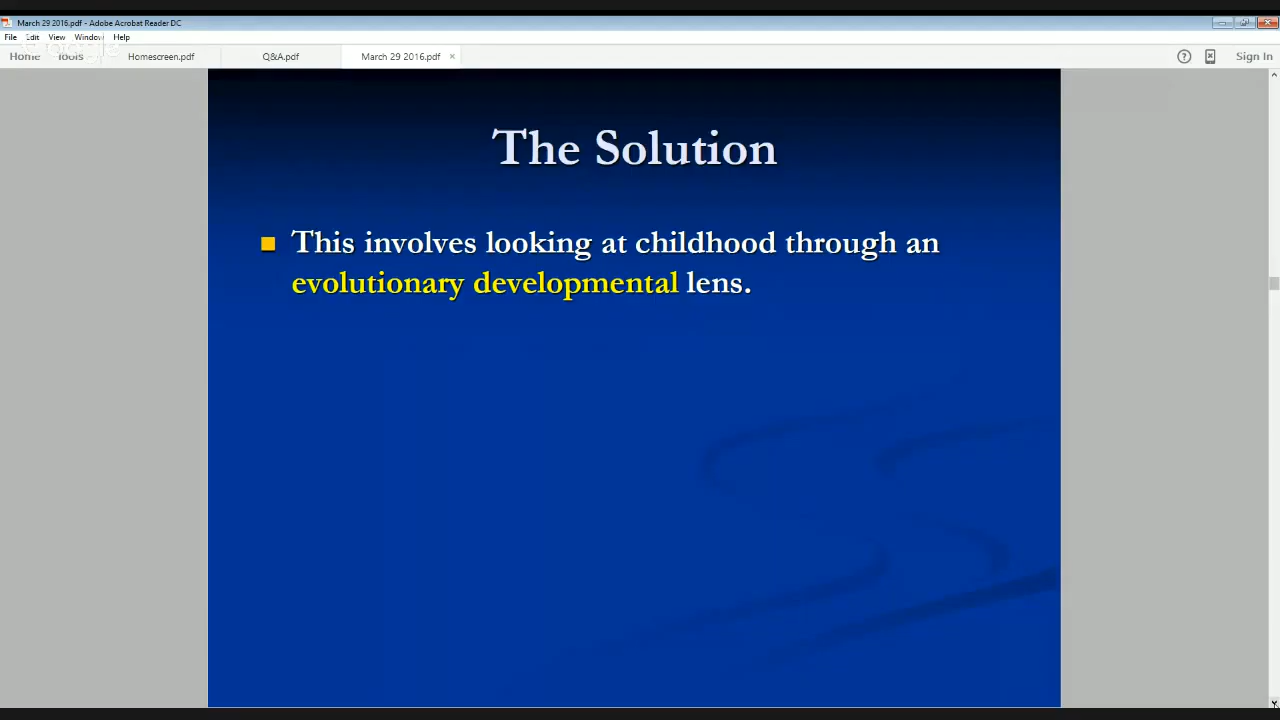 March 29 2016.pdf - Adobe Acrobat Reader DC
File Edit View Window Help
Google
Home Tools Homescreen.pdf Q&A.pdf March 29 2016.pdf × Sign In
The Solution
This involves looking at childhood through an
evolutionary developmental lens.